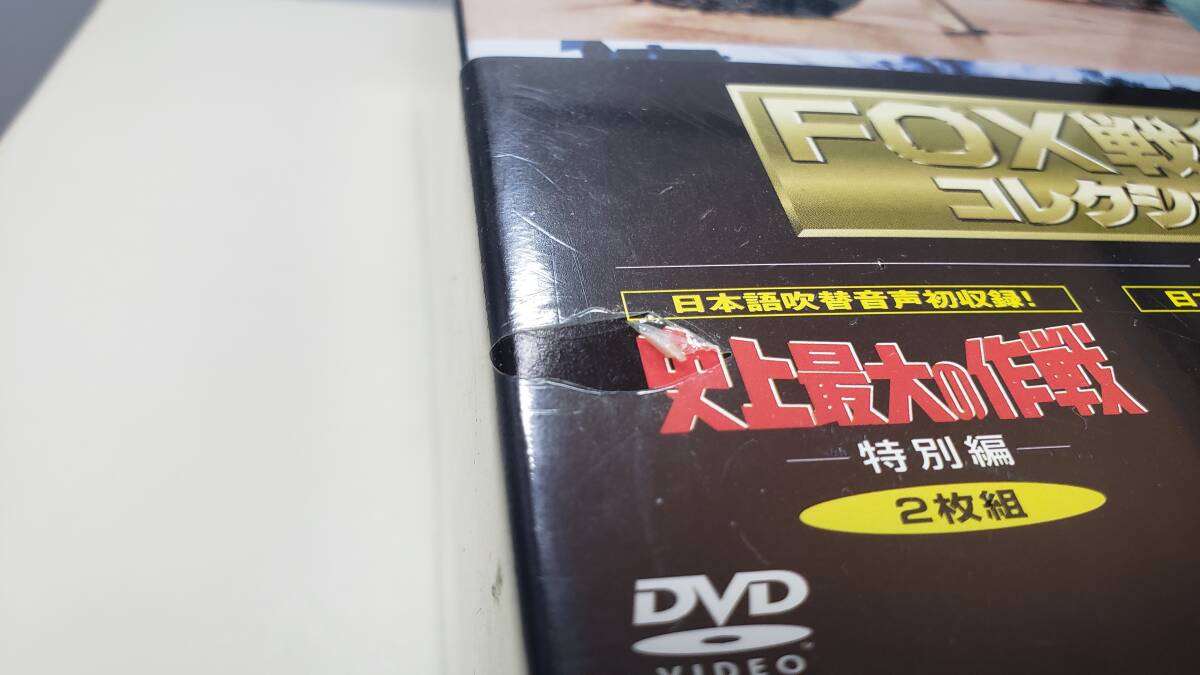 FOX戦
コレクシ
日本語吹替音声初収録!
日
史上最大の作戦
特別編
2枚組
DVD
VIDEO